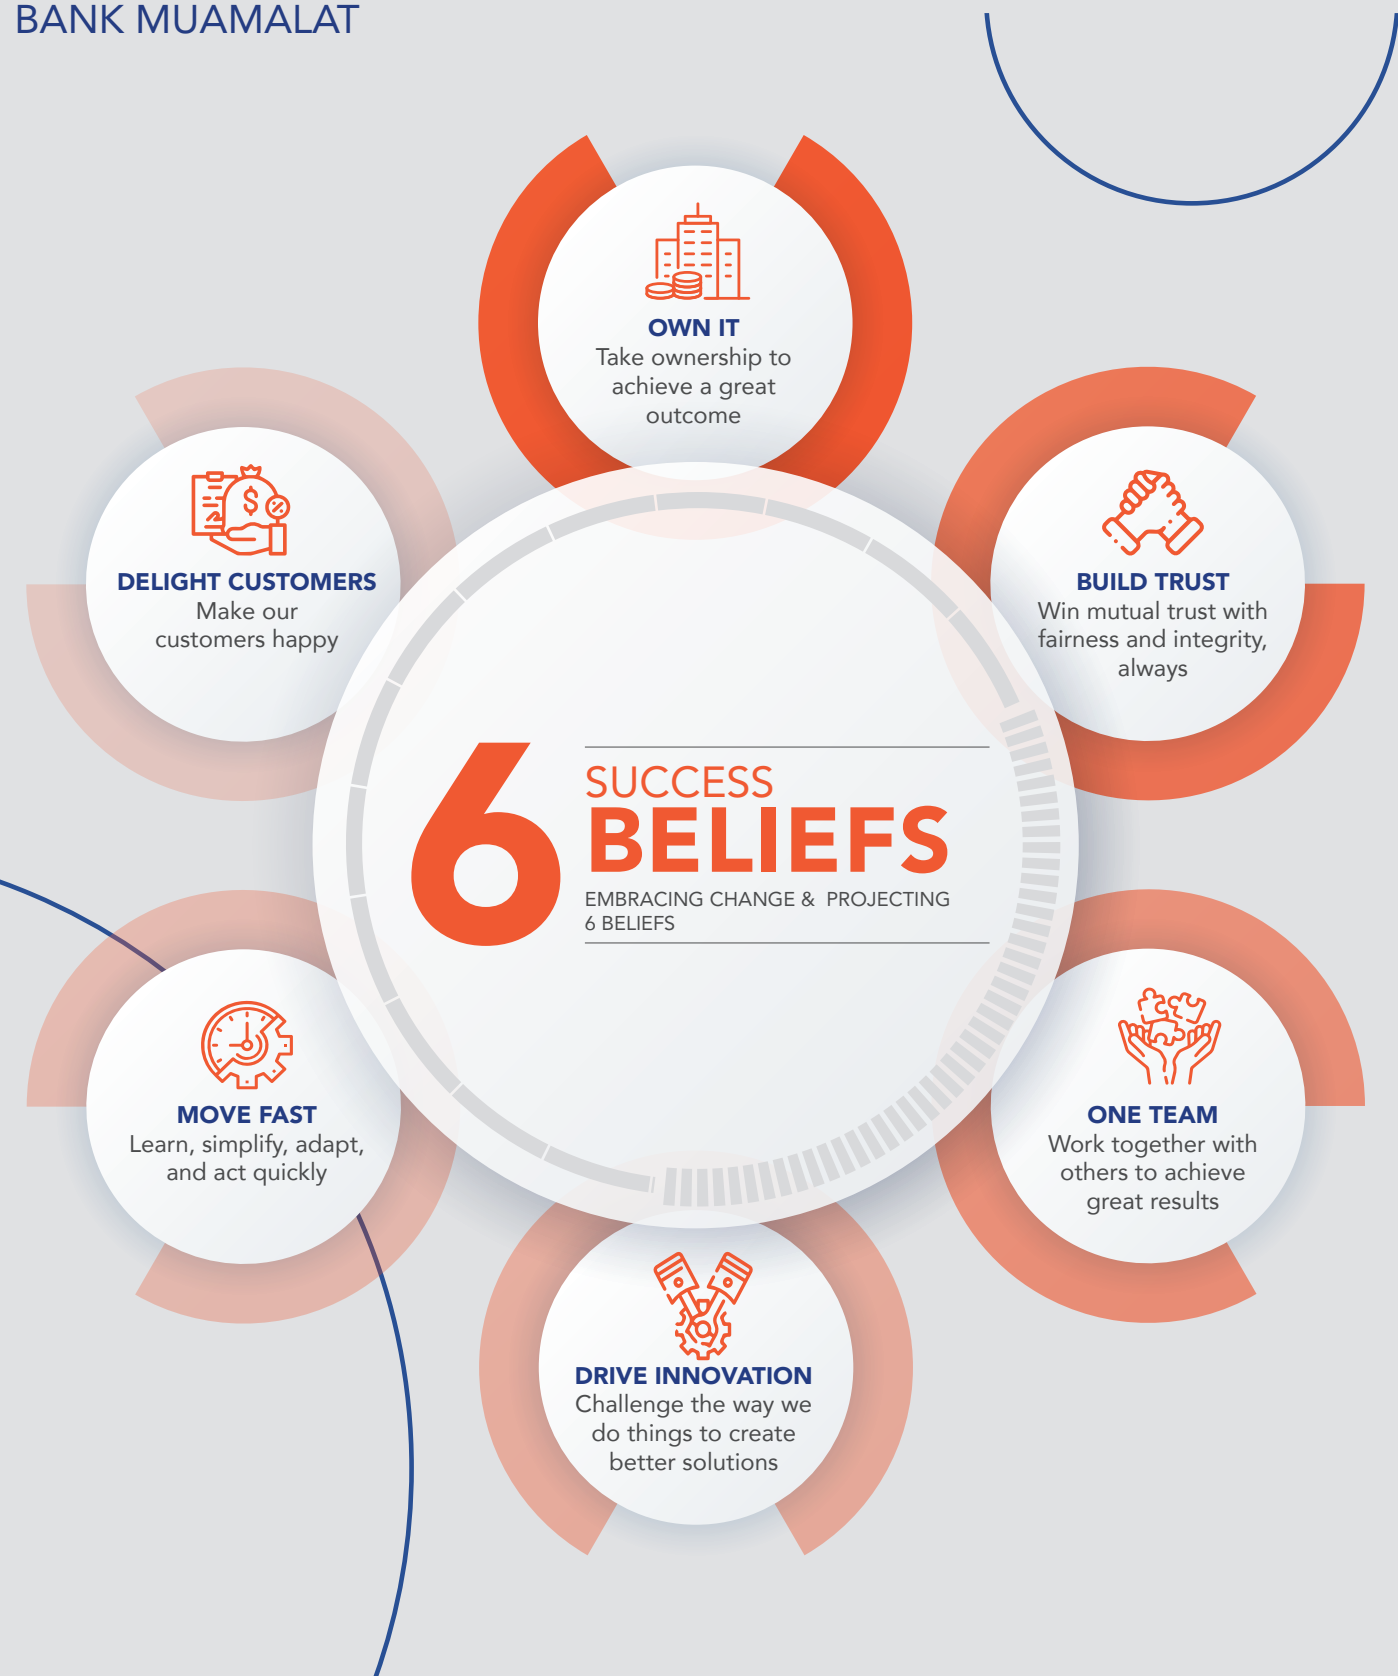 BANK MUAMALAT
OWN IT
Take ownership to
achieve a great
outcome
BUILD TRUST
Win mutual trust with
fairness and integrity,
always
ONE TEAM
Work together with
others to achieve
great results
DRIVE INNOVATION
Challenge the way we
do things to create
better solutions
MOVE FAST
Learn, simplify, adapt,
and act quickly
DELIGHT CUSTOMERS
Make our
customers happy
6
SUCCESS
BELIEFS
EMBRACING CHANGE & PROJECTING
6 BELIEFS